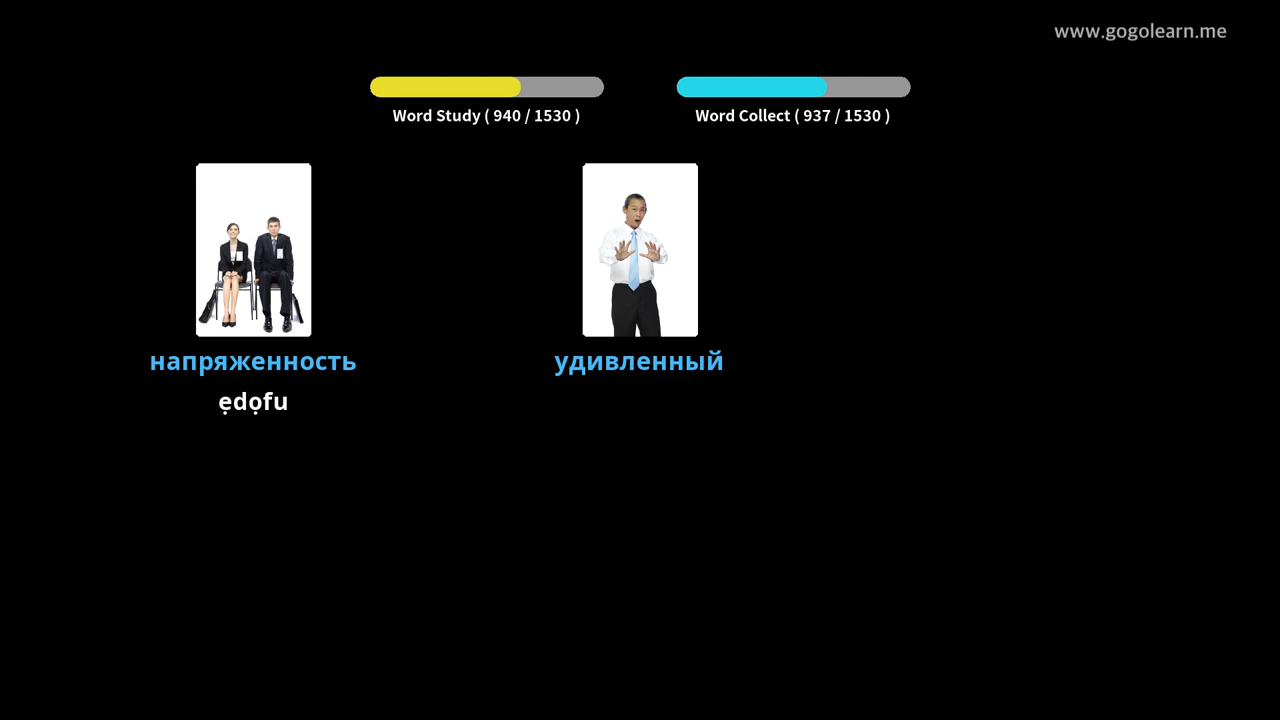 www.gogolearn.me
Word Study ( 940 / 1530 )
Word Collect ( 937 / 1530 )
напряженность
удивленный
ẹdọfu